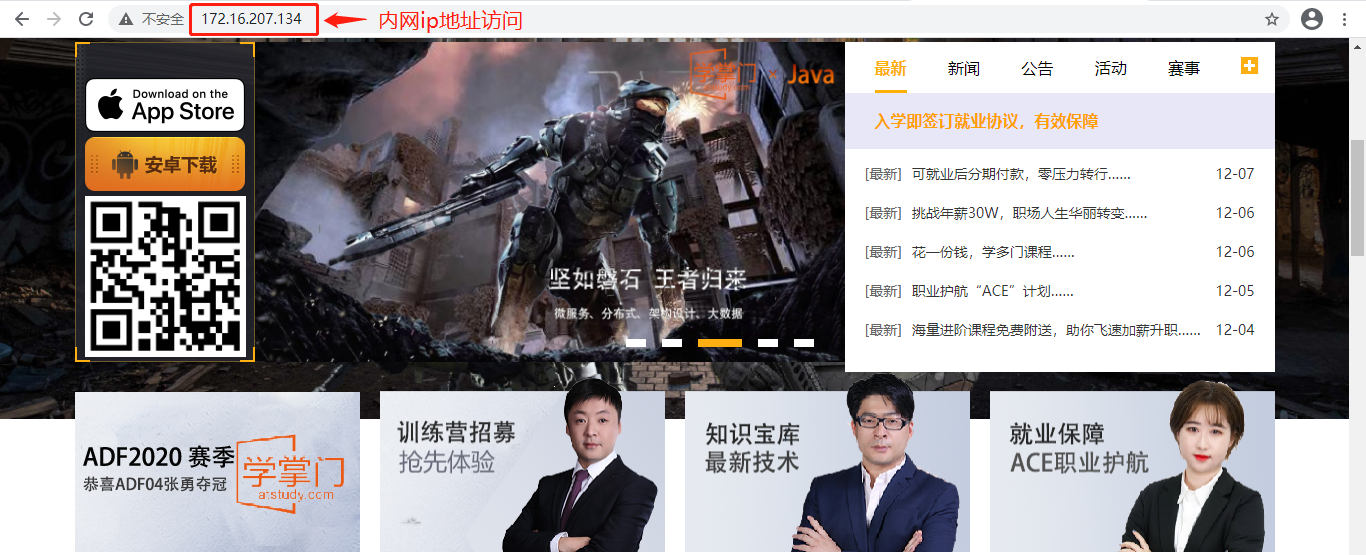 不安全
172.16.207.134
内网ip地址访问
Download on the
App Store
安卓下载
学掌门 × Java
坚如磐石 王者归来
微服务、分布式、架构设计、大数据
最新 新闻 公告 活动 赛事
入学即签订就业协议，有效保障
[最新] 可就业后分期付款，零压力转行...... 12-07
[最新] 挑战年薪30W，职场人生华丽转变...... 12-06
[最新] 花一份钱，学多门课程...... 12-06
[最新] 职业护航“ACE”计划...... 12-05
[最新] 海量进阶课程免费附送，助你飞速加薪升职...... 12-04
ADF2020 赛季
恭喜ADF04张勇夺冠
学掌门
arstudy.com
训练营招募
抢先体验
知识宝库
最新技术
就业保障
ACE职业护航